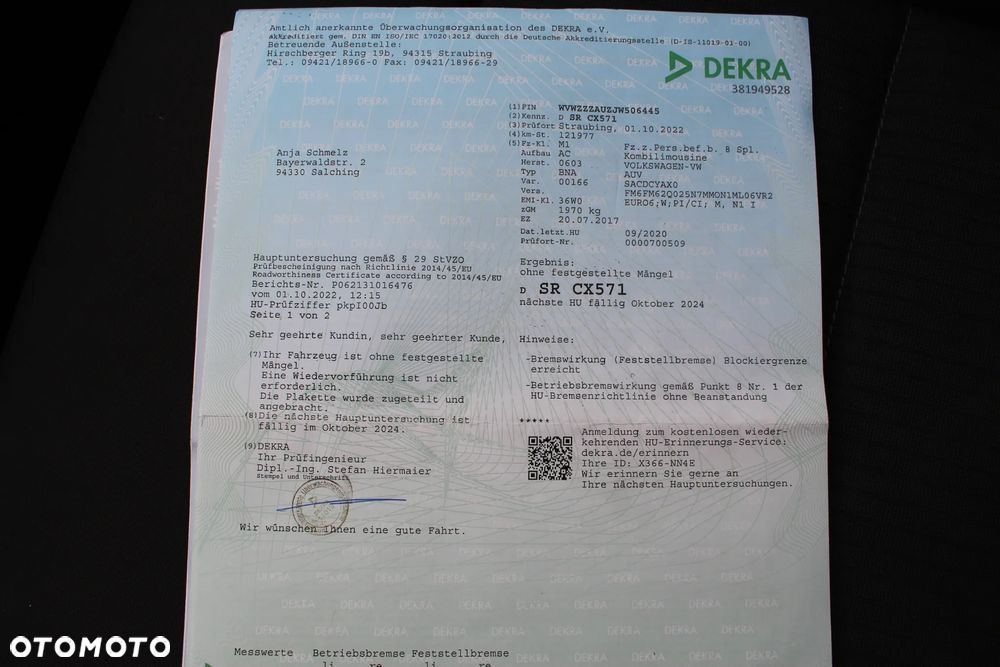 Amtlich anerkannte Überwachungsorganisation des DEKRA e.V.
akkreditiert gem. DIN EN ISO/IEC 17020:2012 durch die Deutsche Akkreditierungsstelle (D-IS-11019-01-00)
Betreuende Außenstelle:
Hirschberger Ring 19b, 94315 Straubing
Tel.: 09421/18966-0 Fax: 09421/18966-29
DEKRA
381949528
(1) PIN WVWZZZAUZJW506445
(2) Kennz. D SR CX571
(3) Prüfort Straubing, 01.10.2022
(4) km-St. 121977
(5) Fz-Kl. M1 Fz.z.Pers.bef.b. 8 Spl.
Aufbau AC Kombilimousine
Herst. 0603 VOLKSWAGEN-VW
Typ BNA AUV
Var. 00166 SACDCYAX0
Vers. FM6FM62Q025N7MMON1ML06VR2
EMI-Kl. 36W0 EURO6;W;PI/CI; M, N1 I
zGM 1970 kg
EZ 20.07.2017
Dat.letzt.HU 09/2020
Prüfort-Nr. 0000700509
Anja Schmelz
Bayerwaldstr. 2
94330 Salching
Hauptuntersuchung gemäß § 29 StVZO
Prüfbescheinigung nach Richtlinie 2014/45/EU
Roadworthiness Certificate according to 2014/45/EU
Berichts-Nr. P062131016476
vom 01.10.2022, 12:15
HU-Prüfziffer pkpI00Jb
Seite 1 von 2
Ergebnis:
ohne festgestellte Mängel
D SR CX571
nächste HU fällig Oktober 2024
Sehr geehrte Kundin, sehr geehrter Kunde,
(7) Ihr Fahrzeug ist ohne festgestellte
Mängel.
Eine Wiedervorführung ist nicht
erforderlich.
Die Plakette wurde zugeteilt und
angebracht.
(8) Die nächste Hauptuntersuchung ist
fällig im Oktober 2024.
(9) DEKRA
Ihr Prüfingenieur
Dipl.-Ing. Stefan Hiermaier
Stempel und Unterschrift
Wir wünschen Ihnen eine gute Fahrt.
Hinweise:
-Bremswirkung (Feststellbremse) Blockiergrenze
erreicht
-Betriebsbremswirkung gemäß Punkt 8 Nr. 1 der
HU-Bremsenrichtlinie ohne Beanstandung
*****
Anmeldung zum kostenlosen wieder-
kehrenden HU-Erinnerungs-Service:
dekra.de/erinnern
Ihre ID: X366-NN4E
Wir erinnern Sie gerne an
Ihre nächsten Hauptuntersuchungen.
Messwerte Betriebsbremse Feststellbremse
li re li re
OTOMOTO